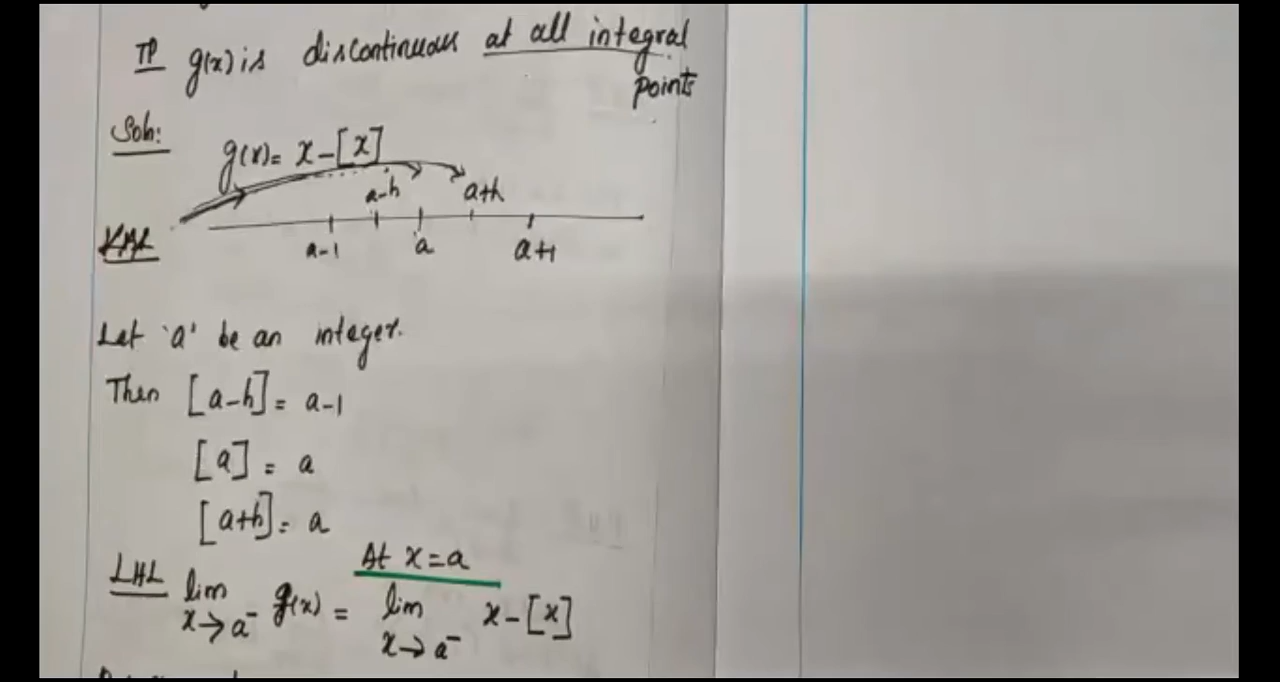 TP g(x) is discontinuous at all integral
points
Soln:
g(x) = x - [x]
a-h a+h
a-1 a a+1
Let 'a' be an integer.
Then [a-h] = a-1
[a] = a
[a+h] = a
At x = a
LHL lim g(x) = lim x - [x]
x→a⁻ x→a⁻